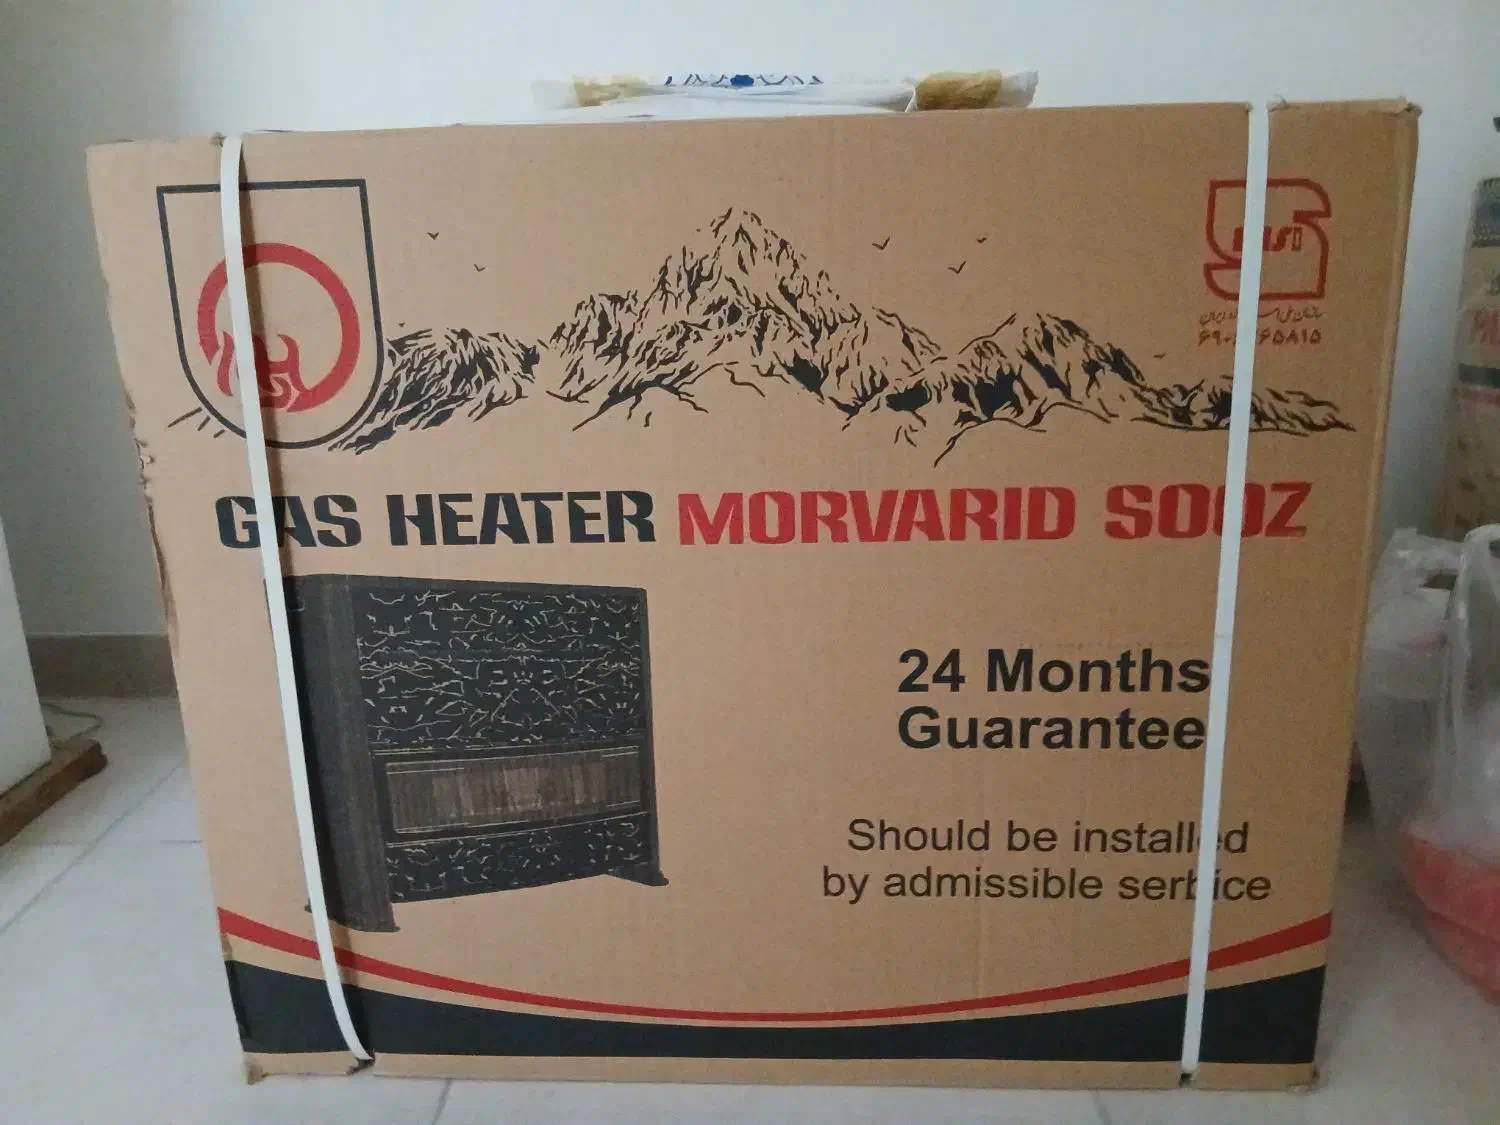 GAS HEATER MORVARID SOOZ
24 Months
Guarantee
Should be installed
by admissible serbice